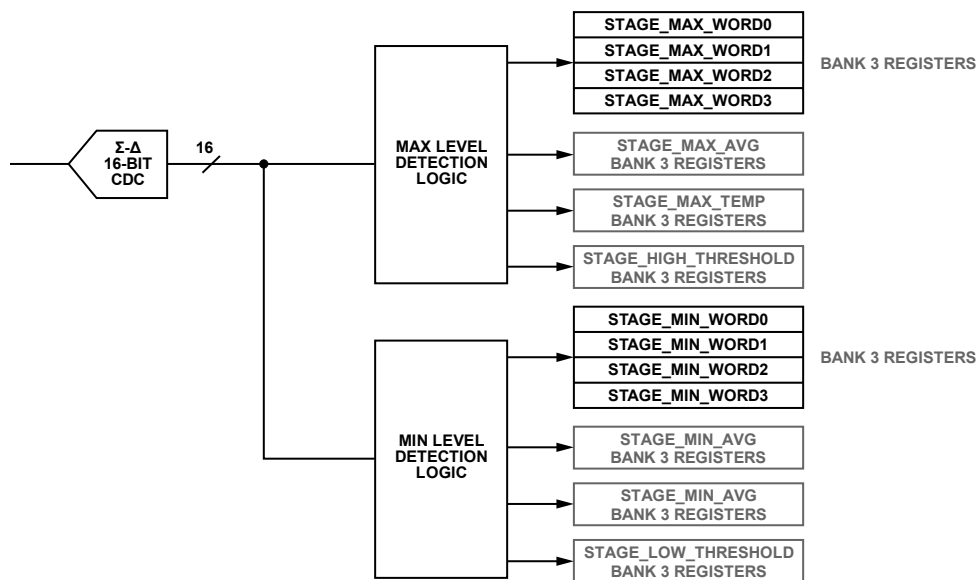 Σ-Δ
16-BIT
CDC
16
MAX LEVEL
DETECTION
LOGIC
STAGE_MAX_WORD0
STAGE_MAX_WORD1
STAGE_MAX_WORD2
STAGE_MAX_WORD3
BANK 3 REGISTERS
STAGE_MAX_AVG
BANK 3 REGISTERS
STAGE_MAX_TEMP
BANK 3 REGISTERS
STAGE_HIGH_THRESHOLD
BANK 3 REGISTERS
MIN LEVEL
DETECTION
LOGIC
STAGE_MIN_WORD0
STAGE_MIN_WORD1
STAGE_MIN_WORD2
STAGE_MIN_WORD3
BANK 3 REGISTERS
STAGE_MIN_AVG
BANK 3 REGISTERS
STAGE_MIN_AVG
BANK 3 REGISTERS
STAGE_LOW_THRESHOLD
BANK 3 REGISTERS